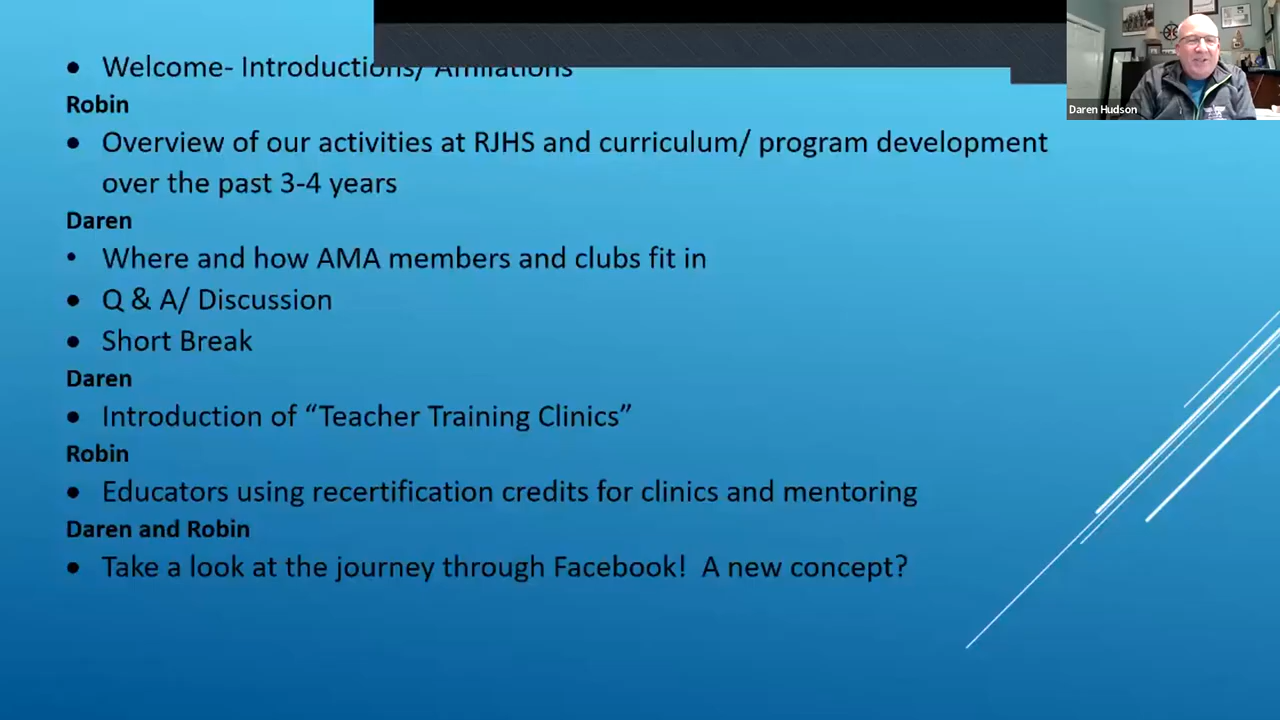 • Welcome- Introductions/ Affiliations
Robin
• Overview of our activities at RJHS and curriculum/ program development
over the past 3-4 years
Daren
• Where and how AMA members and clubs fit in
• Q & A/ Discussion
• Short Break
Daren
• Introduction of “Teacher Training Clinics”
Robin
• Educators using recertification credits for clinics and mentoring
Daren and Robin
• Take a look at the journey through Facebook!  A new concept?
Daren Hudson